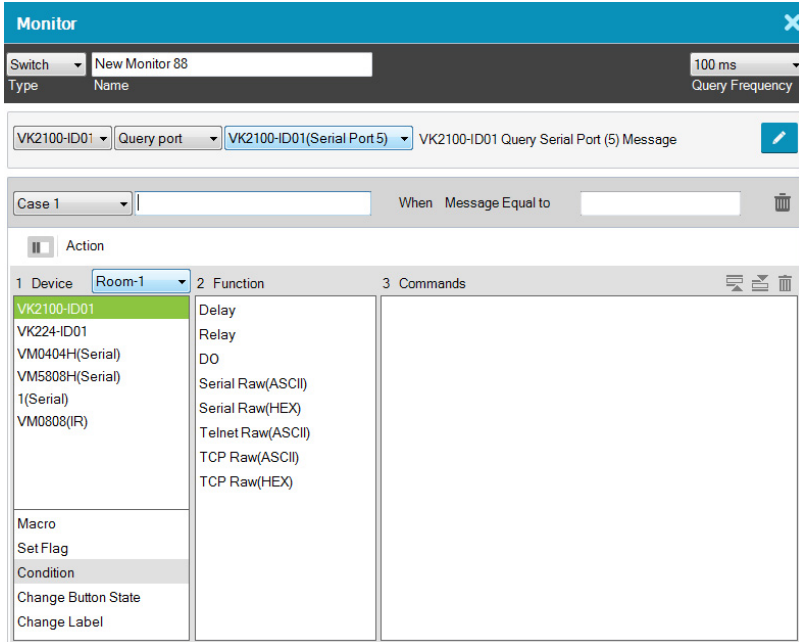 Monitor
Switch New Monitor 88 100 ms
Type Name Query Frequency
VK2100-ID01 Query port VK2100-ID01(Serial Port 5) VK2100-ID01 Query Serial Port (5) Message
Case 1 When Message Equal to
Action
1 Device Room-1 2 Function 3 Commands
VK2100-ID01
VK224-ID01
VM0404H(Serial)
VM5808H(Serial)
1(Serial)
VM0808(IR)
Macro
Set Flag
Condition
Change Button State
Change Label
Delay
Relay
DO
Serial Raw(ASCII)
Serial Raw(HEX)
Telnet Raw(ASCII)
TCP Raw(ASCII)
TCP Raw(HEX)